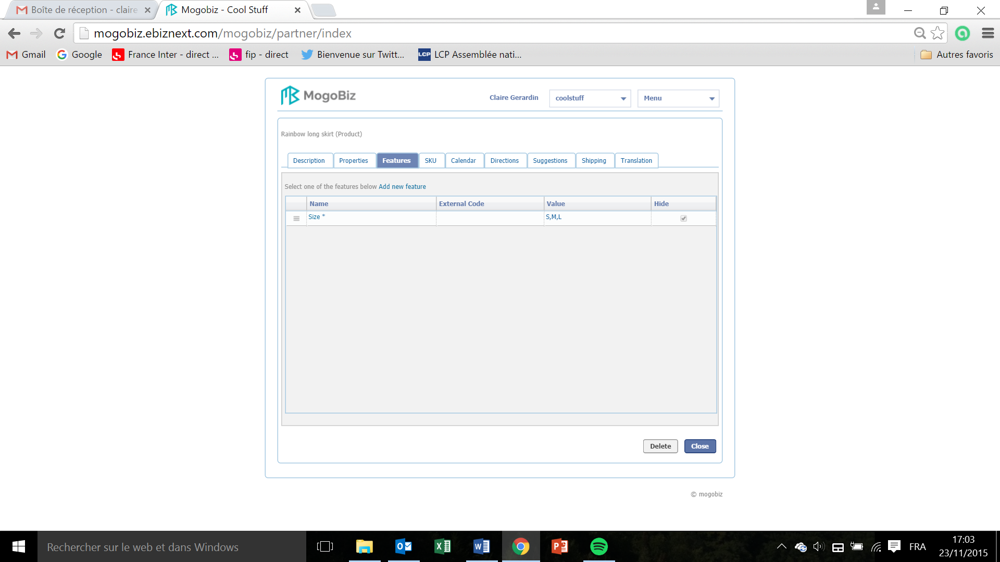 Boîte de réception - claire
Mogobiz - Cool Stuff
mogobiz.ebiznext.com/mogobiz/partner/index
Gmail
Google
France Inter - direct ...
fip - direct
Bienvenue sur Twitt...
LCP
LCP Assemblée nati...
Autres favoris
MogoBiz
Claire Gerardin
coolstuff
Menu
Rainbow long skirt (Product)
Description
Properties
Features
SKU
Calendar
Directions
Suggestions
Shipping
Translation
Select one of the features below Add new feature
Name
External Code
Value
Hide
Size *
S,M,L
Delete
Close
© mogobiz
Rechercher sur le web et dans Windows
FRA
17:03
23/11/2015